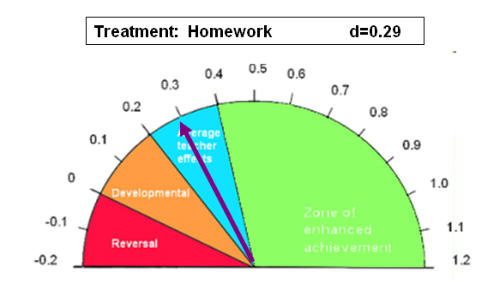 Treatment: Homework d=0.29
0.5
0.4
0.6
0.3
0.7
0.2
0.8
0.1
0.9
0
1.0
-0.1
1.1
-0.2
1.2
Average
teacher
effects
Developmental
Reversal
Zone of
enhanced
achievement